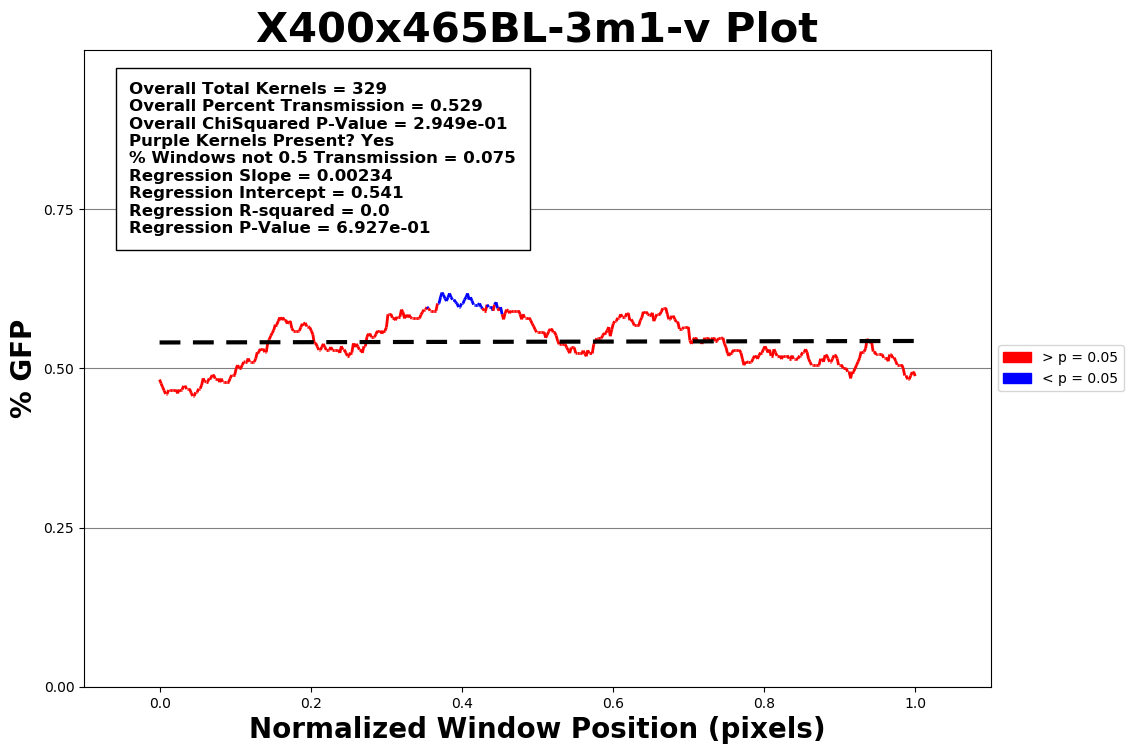 X400x465BL-3m1-v Plot
Overall Total Kernels = 329
Overall Percent Transmission = 0.529
Overall ChiSquared P-Value = 2.949e-01
Purple Kernels Present? Yes
% Windows not 0.5 Transmission = 0.075
Regression Slope = 0.00234
Regression Intercept = 0.541
Regression R-squared = 0.0
Regression P-Value = 6.927e-01
% GFP
0.75
0.50
0.25
0.00
> p = 0.05
< p = 0.05
0.0 0.2 0.4 0.6 0.8 1.0
Normalized Window Position (pixels)